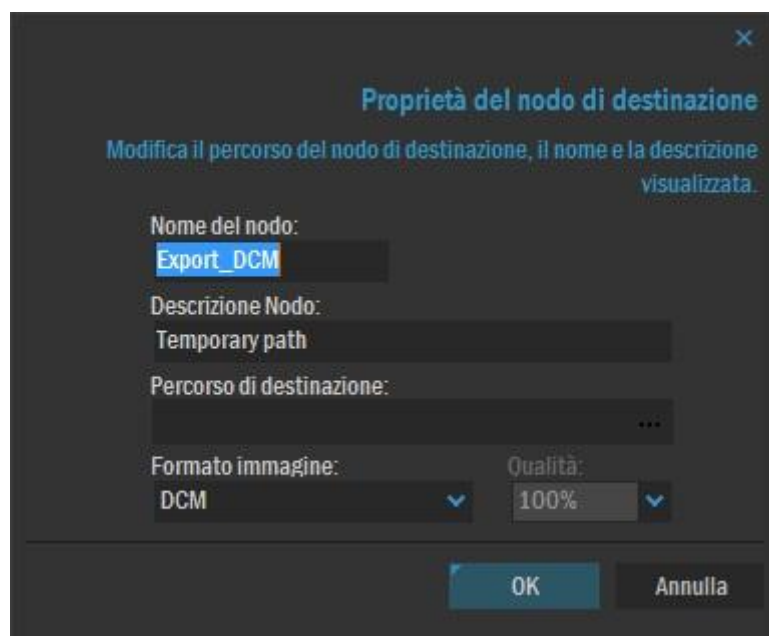 Proprietà del nodo di destinazione
Modifica il percorso del nodo di destinazione, il nome e la descrizione
visualizzata.
Nome del nodo:
Export_DCM
Descrizione Nodo:
Temporary path
Percorso di destinazione:
...
Formato immagine: Qualità:
DCM 100%
OK Annulla